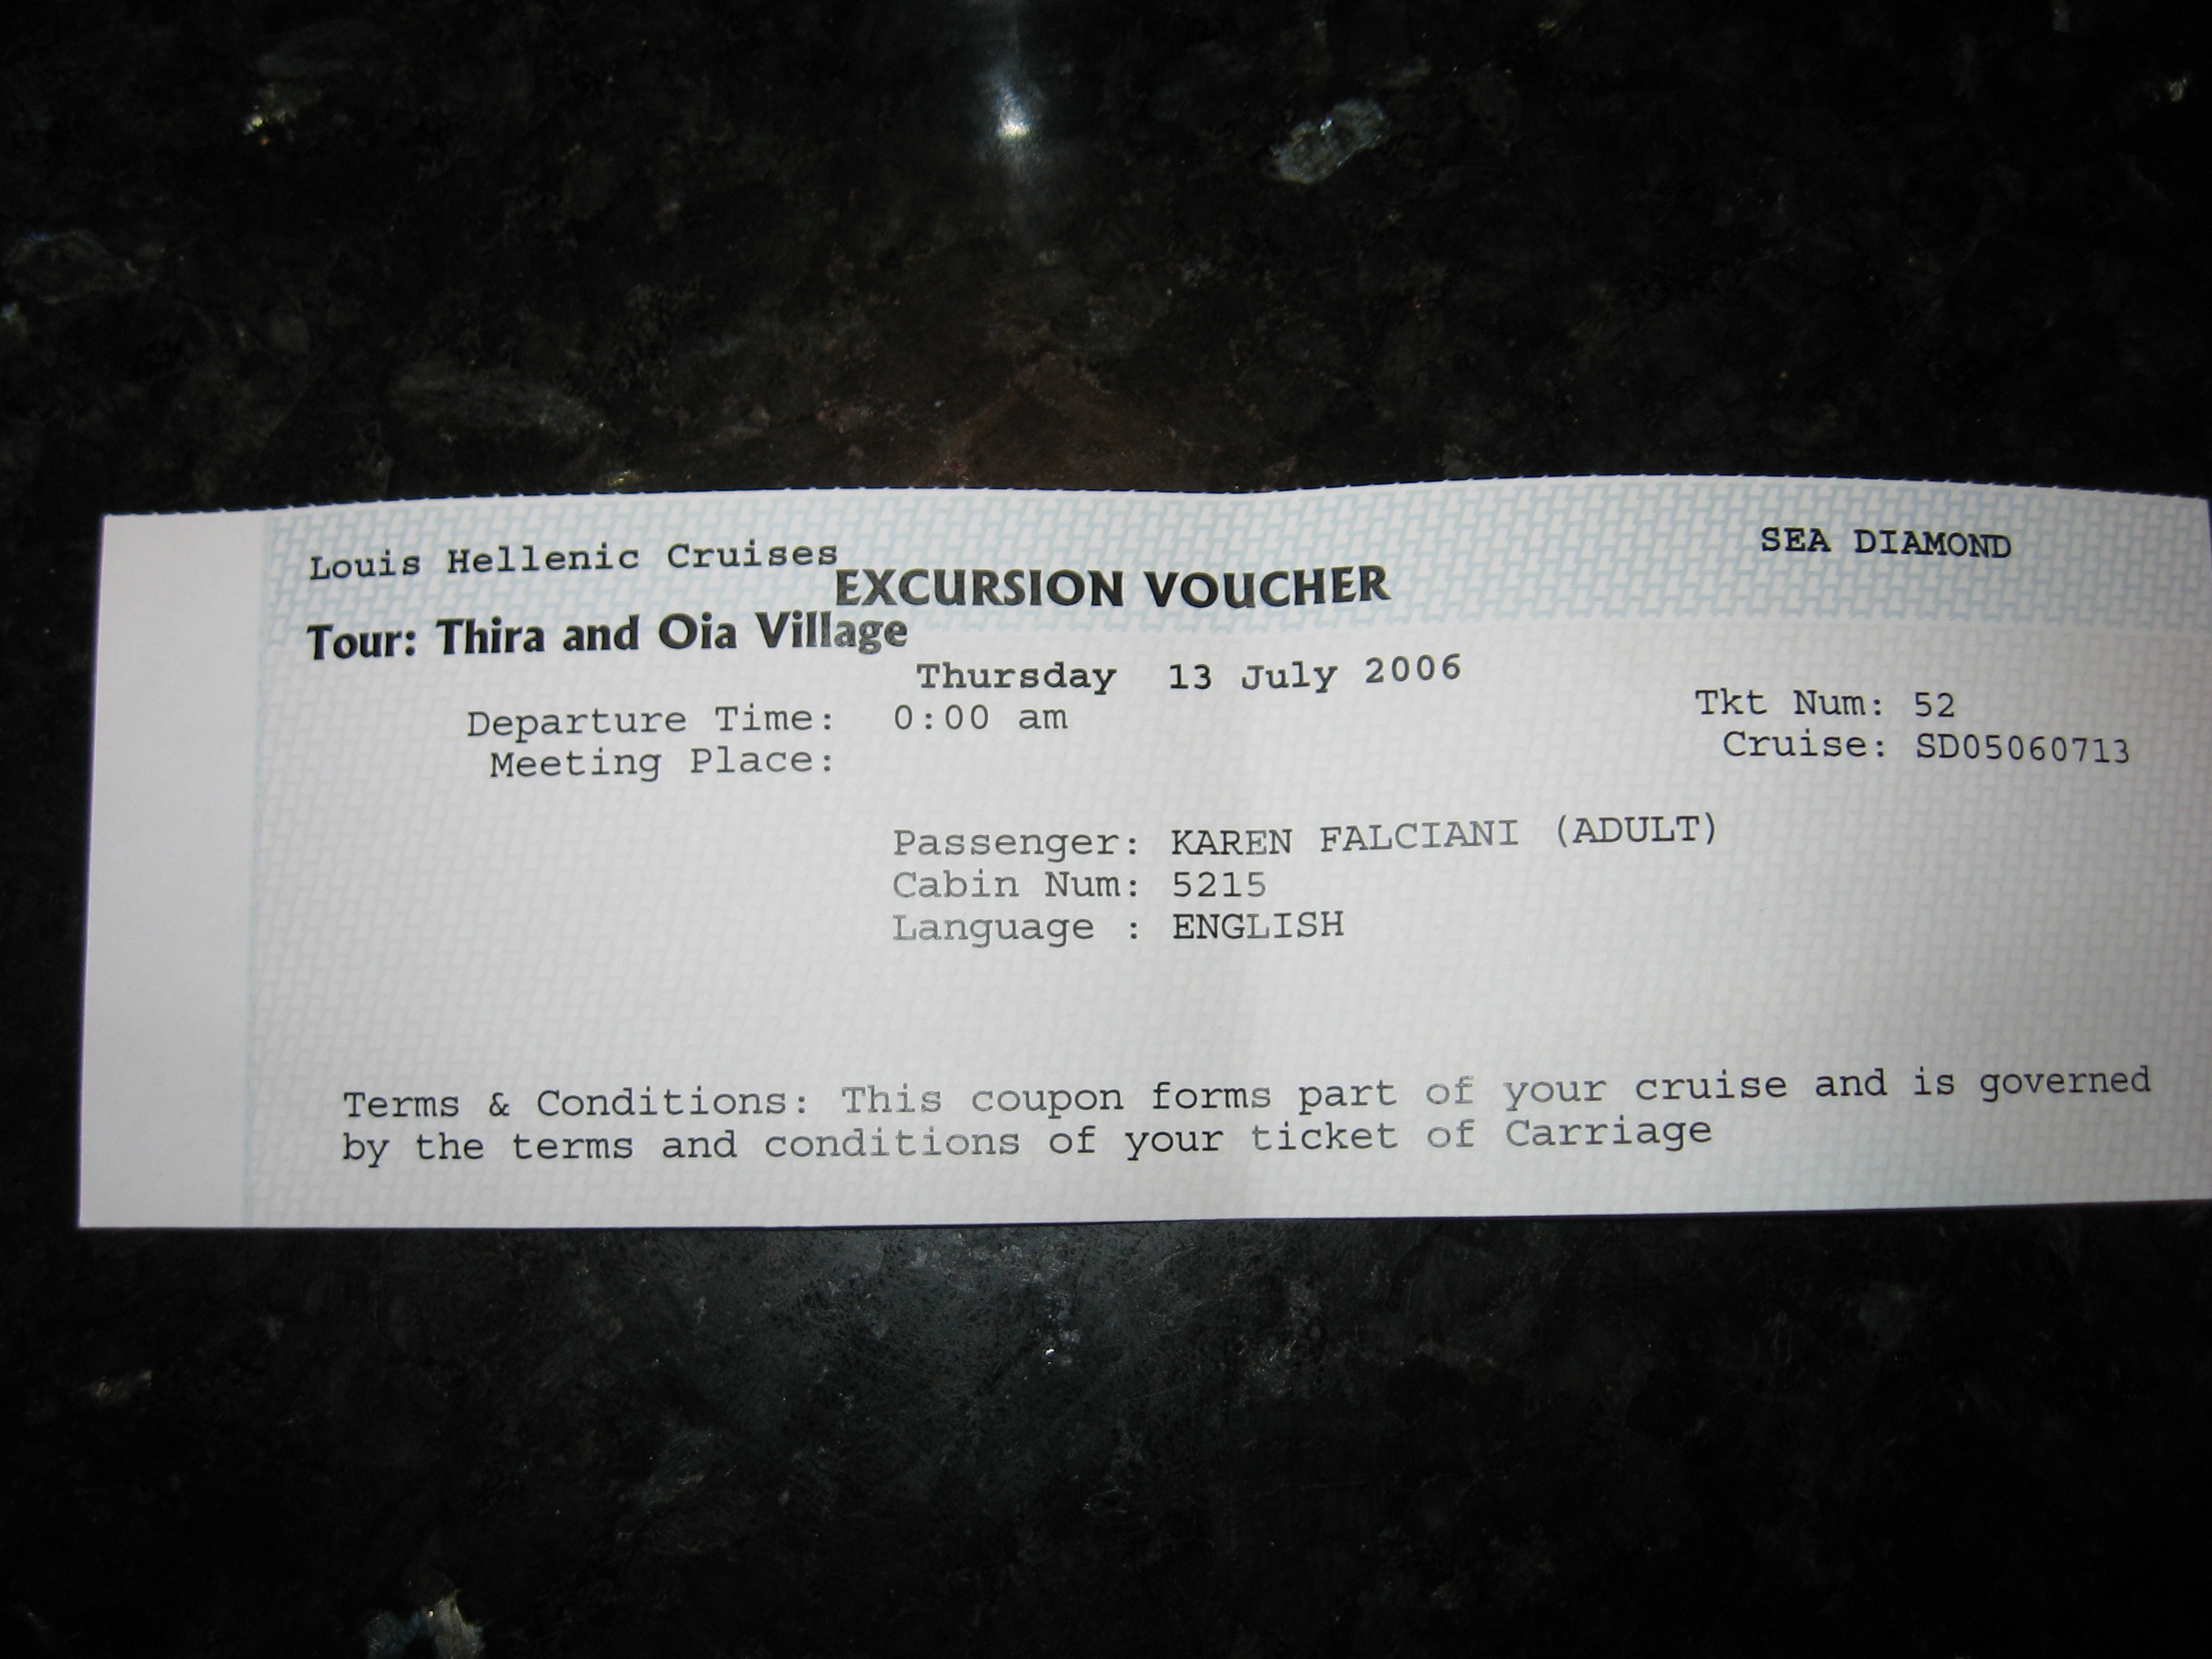 Louis Hellenic Cruises
SEA DIAMOND
EXCURSION VOUCHER
Tour: Thira and Oia Village
Thursday 13 July 2006
Departure Time: 0:00 am
Tkt Num: 52
Meeting Place:
Cruise: SD05060713
Passenger: KAREN FALCIANI (ADULT)
Cabin Num: 5215
Language : ENGLISH
Terms & Conditions: This coupon forms part of your cruise and is governed
by the terms and conditions of your ticket of Carriage